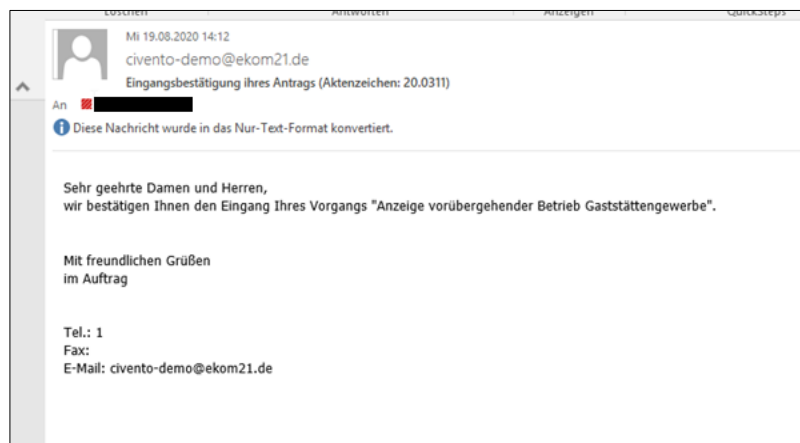 Löschen Antworten Anzeigen QuickSteps
Mi 19.08.2020 14:12
civento-demo@ekom21.de
Eingangsbestätigung ihres Antrags (Aktenzeichen: 20.0311)
An
Diese Nachricht wurde in das Nur-Text-Format konvertiert.
Sehr geehrte Damen und Herren,
wir bestätigen Ihnen den Eingang Ihres Vorgangs "Anzeige vorübergehender Betrieb Gaststättengewerbe".
Mit freundlichen Grüßen
im Auftrag
Tel.: 1
Fax:
E-Mail: civento-demo@ekom21.de